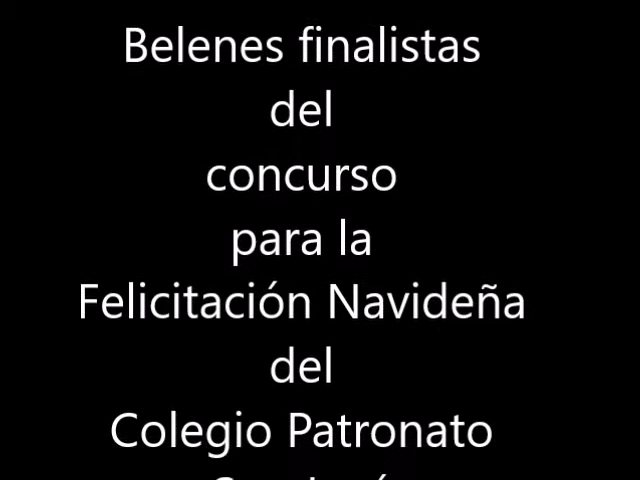 Belenes finalistas
del
concurso
para la
Felicitación Navideña
del
Colegio Patronato